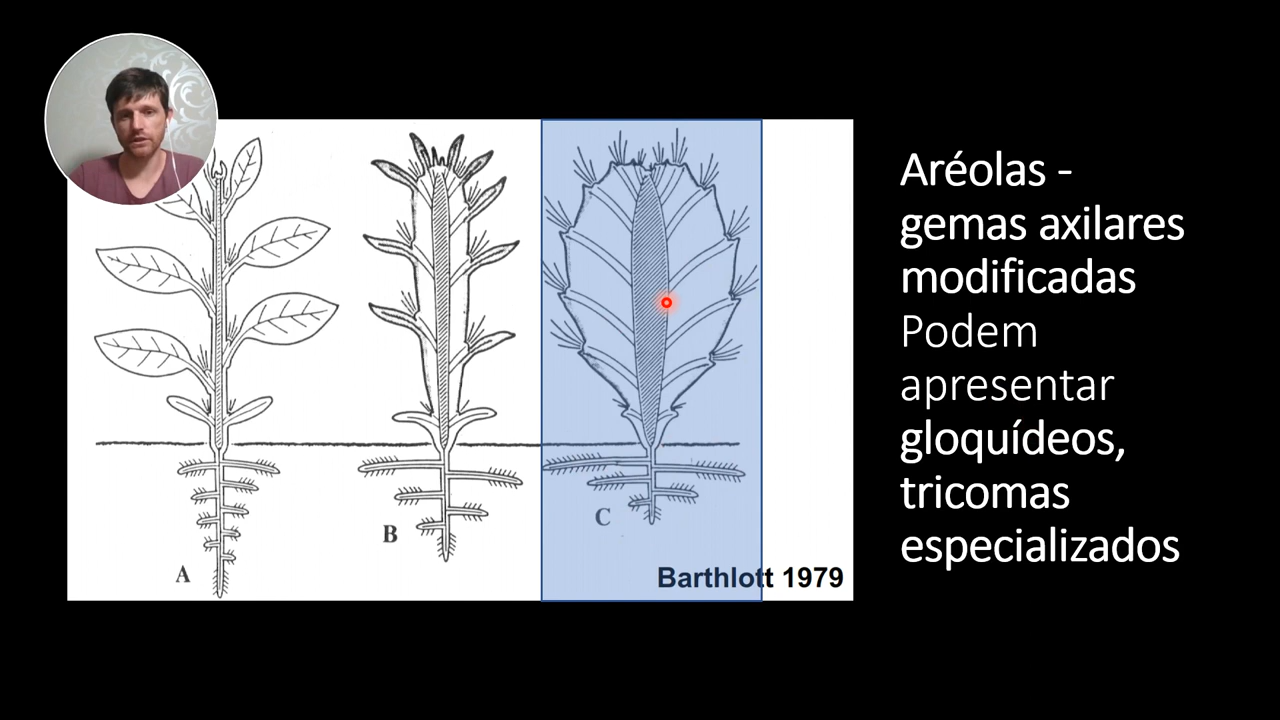 Aréolas -
gemas axilares
modificadas
Podem
apresentar
gloquídeos,
tricomas
especializados
A
B
C
Barthlott 1979